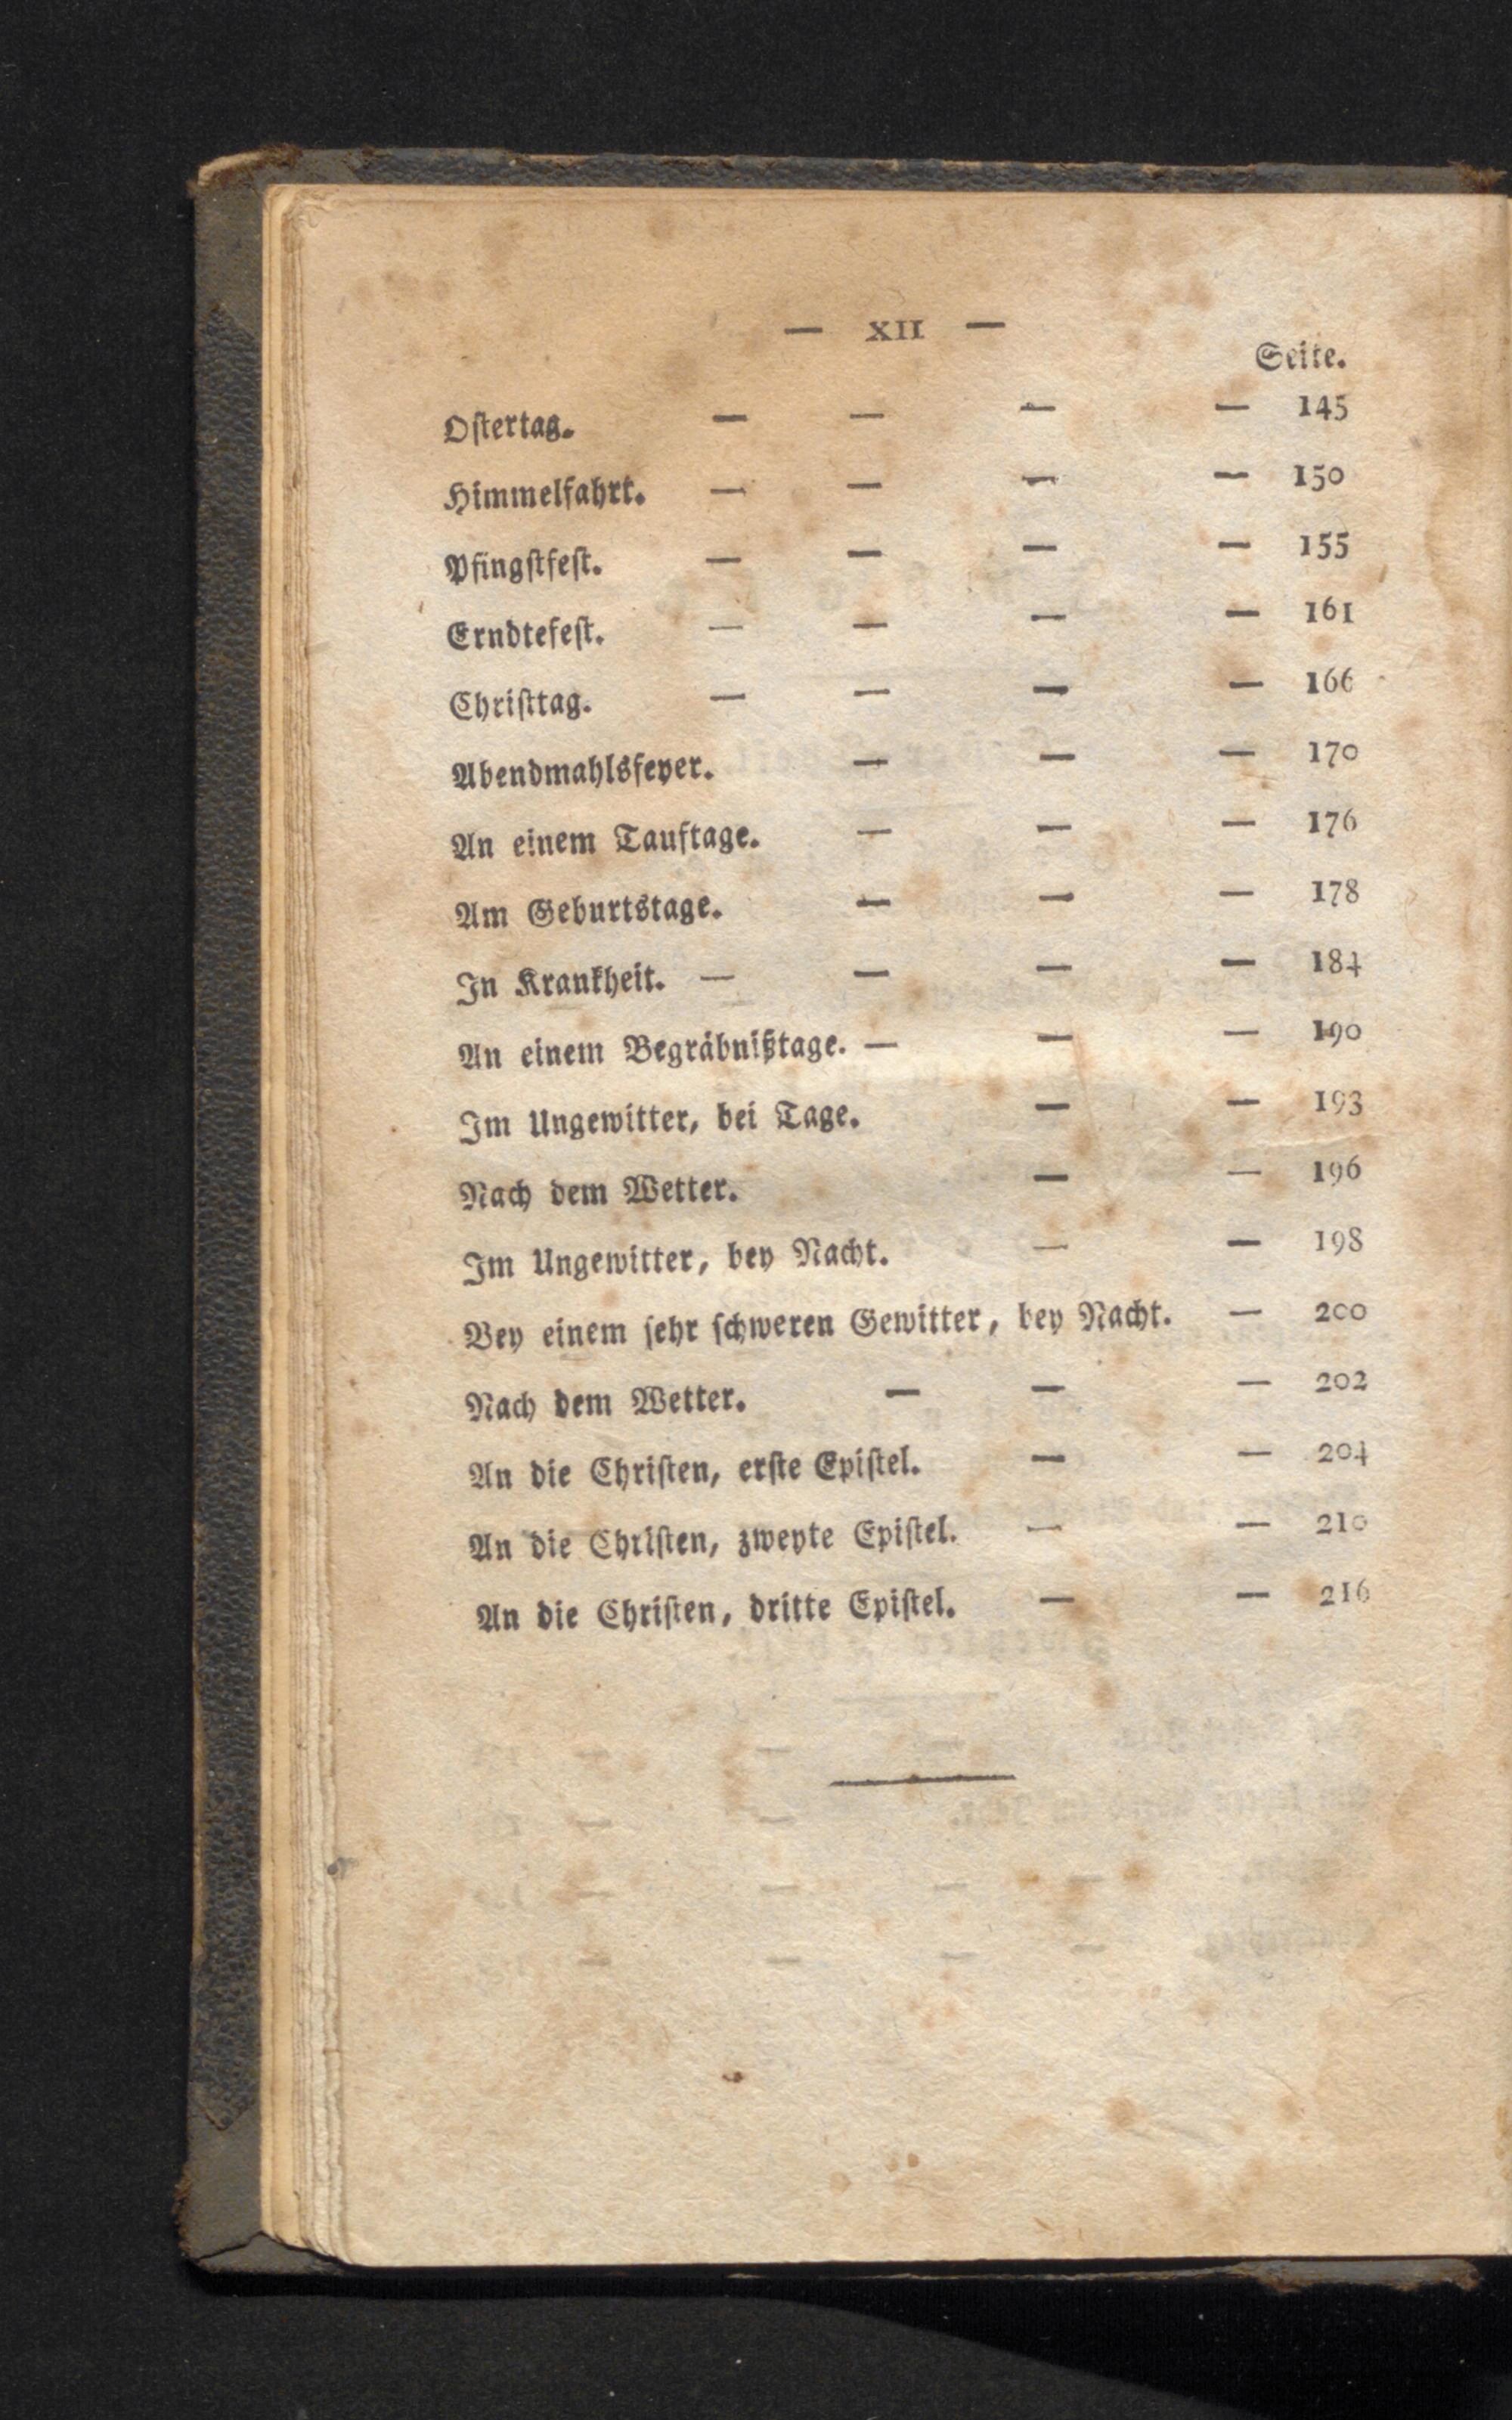 — XII —
Seite.
Oſtertag. — — — — 145
Himmelfahrt. — — — — 150
Pfingſtfeſt. — — — — 155
Erndtefeſt. — — — — 161
Chriſttag. — — — — 166
Abendmahlsfeyer. — — — 170
An einem Tauftage. — — — 176
Am Geburtstage. — — — 178
In Krankheit. — — — — 184
An einem Begräbnißtage. — — — 190
Im Ungewitter, bei Tage. — — 193
Nach dem Wetter. — — 196
Im Ungewitter, bey Nacht. — — 198
Bey einem ſehr ſchweren Gewitter, bey Nacht. — 200
Nach dem Wetter. — — — 202
An die Chriſten, erſte Epiſtel. — — 204
An die Chriſten, zweyte Epiſtel. — — 210
An die Chriſten, dritte Epiſtel. — — 216